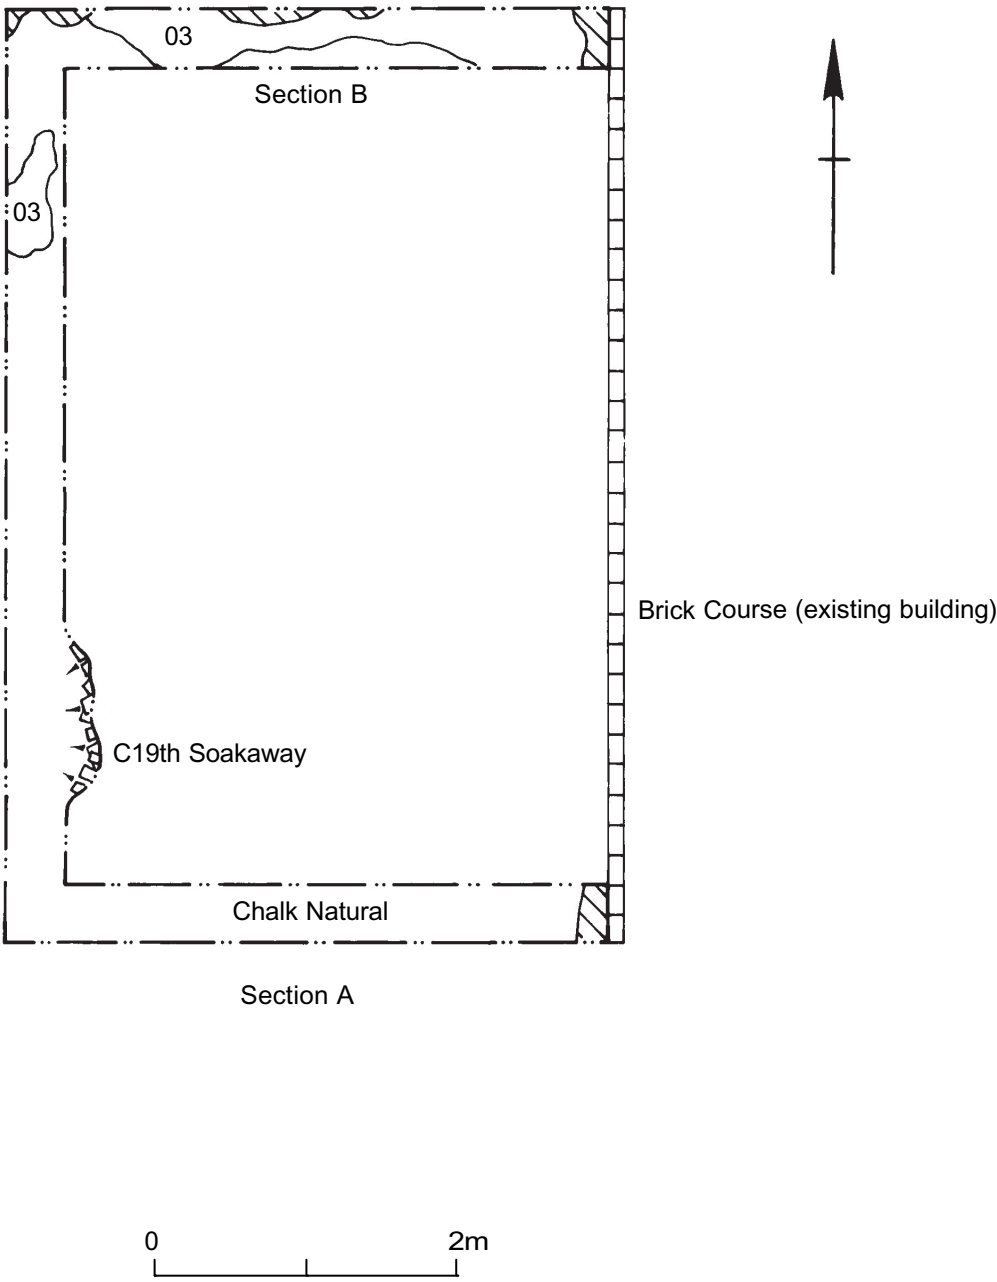 03
Section B
03
Brick Course (existing building)
C19th Soakaway
Chalk Natural
Section A
0 2m